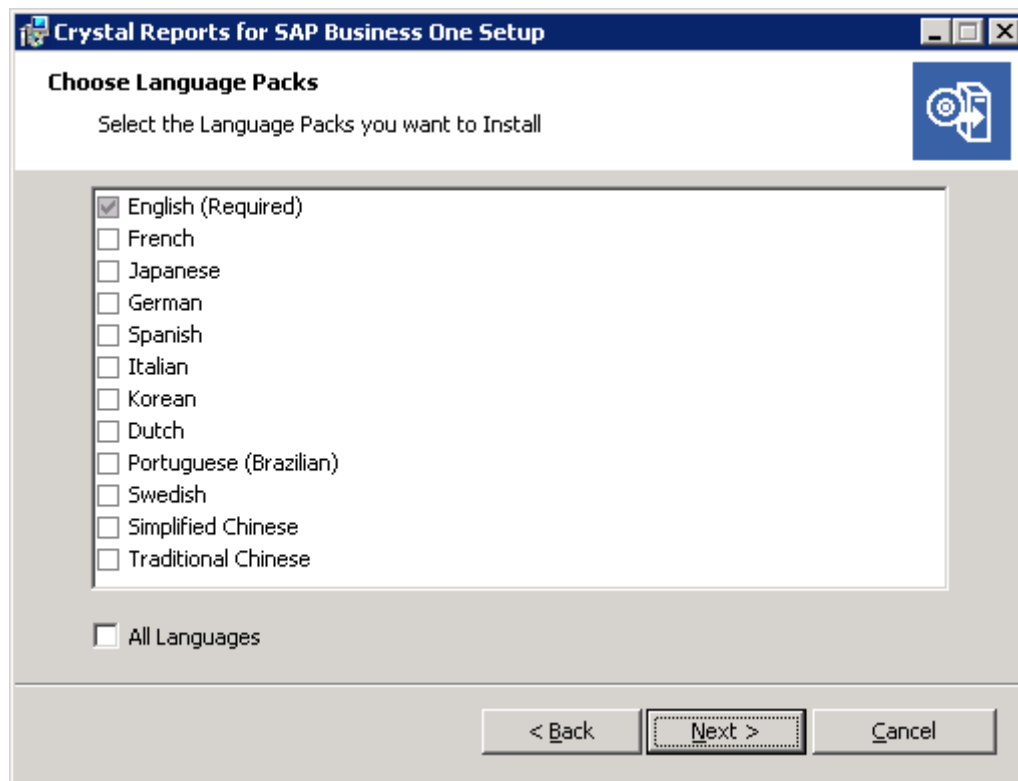 Crystal Reports for SAP Business One Setup
Choose Language Packs
Select the Language Packs you want to Install
English (Required)
French
Japanese
German
Spanish
Italian
Korean
Dutch
Portuguese (Brazilian)
Swedish
Simplified Chinese
Traditional Chinese
All Languages
< Back Next > Cancel